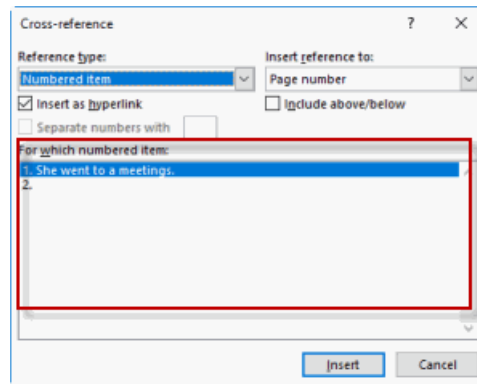 Cross-reference ? ×
Reference type: Insert reference to:
Numbered item Page number
Insert as hyperlink Include above/below
Separate numbers with
For which numbered item:
1. She went to a meetings.
2.
Insert Cancel